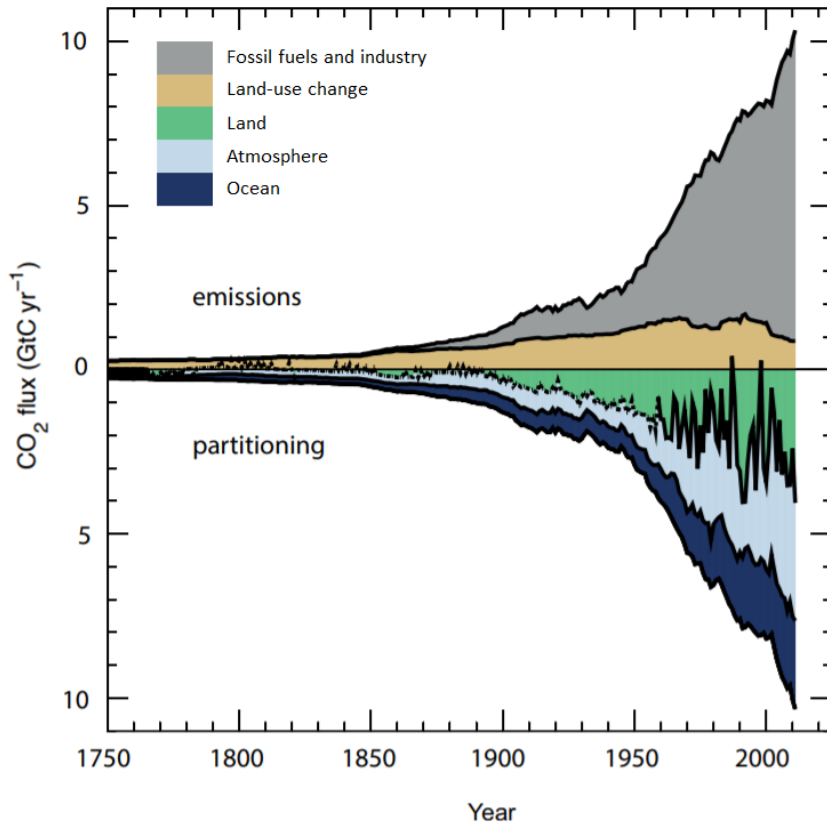 10
Fossil fuels and industry
Land-use change
Land
Atmosphere
Ocean
5
emissions
0
partitioning
5
10
CO₂ flux (GtC yr⁻¹)
1750 1800 1850 1900 1950 2000
Year